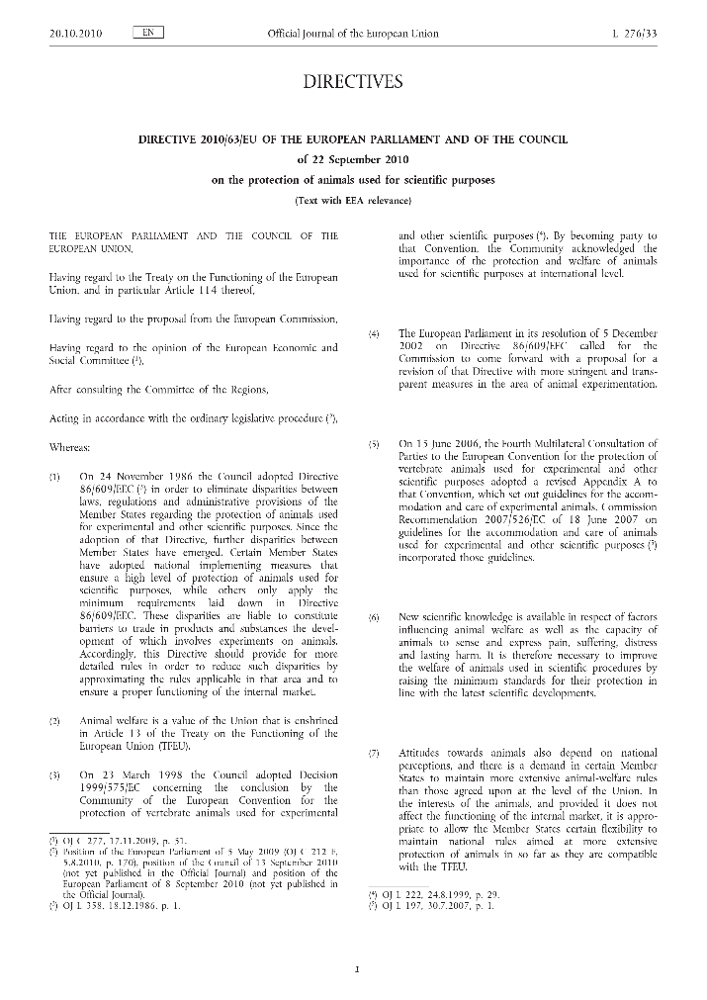 20.10.2010
EN
Official Journal of the European Union
L 276/33
DIRECTIVES
DIRECTIVE 2010/63/EU OF THE EUROPEAN PARLIAMENT AND OF THE COUNCIL
of 22 September 2010
on the protection of animals used for scientific purposes
(Text with EEA relevance)
THE EUROPEAN PARLIAMENT AND THE COUNCIL OF THE
EUROPEAN UNION,
Having regard to the Treaty on the Functioning of the European
Union, and in particular Article 114 thereof,
Having regard to the proposal from the European Commission,
Having regard to the opinion of the European Economic and
Social Committee (1),
After consulting the Committee of the Regions,
Acting in accordance with the ordinary legislative procedure (2),
Whereas:
(1) On 24 November 1986 the Council adopted Directive
86/609/EEC (3) in order to eliminate disparities between
laws, regulations and administrative provisions of the
Member States regarding the protection of animals used
for experimental and other scientific purposes. Since the
adoption of that Directive, further disparities between
Member States have emerged. Certain Member States
have adopted national implementing measures that
ensure a high level of protection of animals used for
scientific purposes, while others only apply the
minimum requirements laid down in Directive
86/609/EEC. These disparities are liable to constitute
barriers to trade in products and substances the devel-
opment of which involves experiments on animals.
Accordingly, this Directive should provide for more
detailed rules in order to reduce such disparities by
approximating the rules applicable in that area and to
ensure a proper functioning of the internal market.
(2) Animal welfare is a value of the Union that is enshrined
in Article 13 of the Treaty on the Functioning of the
European Union (TFEU).
(3) On 23 March 1998 the Council adopted Decision
1999/575/EC concerning the conclusion by the
Community of the European Convention for the
protection of vertebrate animals used for experimental
(1) OJ C 277, 17.11.2009, p. 51.
(2) Position of the European Parliament of 5 May 2009 (OJ C 212 E,
5.8.2010, p. 170), position of the Council of 13 September 2010
(not yet published in the Official Journal) and position of the
European Parliament of 8 September 2010 (not yet published in
the Official Journal).
(3) OJ L 358, 18.12.1986, p. 1.
and other scientific purposes (4). By becoming party to
that Convention, the Community acknowledged the
importance of the protection and welfare of animals
used for scientific purposes at international level.
(4) The European Parliament in its resolution of 5 December
2002 on Directive 86/609/EEC called for the
Commission to come forward with a proposal for a
revision of that Directive with more stringent and trans-
parent measures in the area of animal experimentation.
(5) On 15 June 2006, the Fourth Multilateral Consultation of
Parties to the European Convention for the protection of
vertebrate animals used for experimental and other
scientific purposes adopted a revised Appendix A to
that Convention, which set out guidelines for the accom-
modation and care of experimental animals. Commission
Recommendation 2007/526/EC of 18 June 2007 on
guidelines for the accommodation and care of animals
used for experimental and other scientific purposes (5)
incorporated those guidelines.
(6) New scientific knowledge is available in respect of factors
influencing animal welfare as well as the capacity of
animals to sense and express pain, suffering, distress
and lasting harm. It is therefore necessary to improve
the welfare of animals used in scientific procedures by
raising the minimum standards for their protection in
line with the latest scientific developments.
(7) Attitudes towards animals also depend on national
perceptions, and there is a demand in certain Member
States to maintain more extensive animal-welfare rules
than those agreed upon at the level of the Union. In
the interests of the animals, and provided it does not
affect the functioning of the internal market, it is appro-
priate to allow the Member States certain flexibility to
maintain national rules aimed at more extensive
protection of animals in so far as they are compatible
with the TFEU.
(4) OJ L 222, 24.8.1999, p. 29.
(5) OJ L 197, 30.7.2007, p. 1.
1